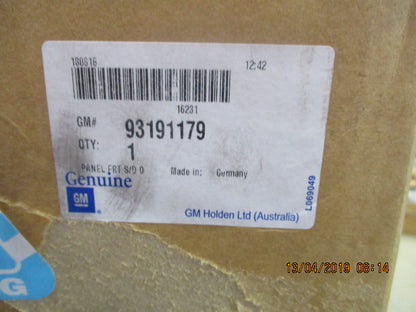 180816 12:42
16231
GM# 93191179
QTY: 1
PANEL FRT S/D O Made in: Germany
Genuine
GM
GM Holden Ltd (Australia)
L069049
G
13/04/2019 08:14